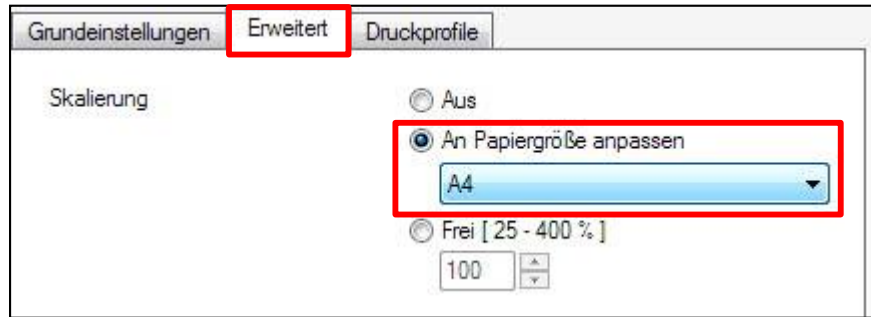 Grundeinstellungen Erweitert Druckprofile
Skalierung Aus
An Papiergröße anpassen
A4
Frei [ 25 - 400 % ]
100